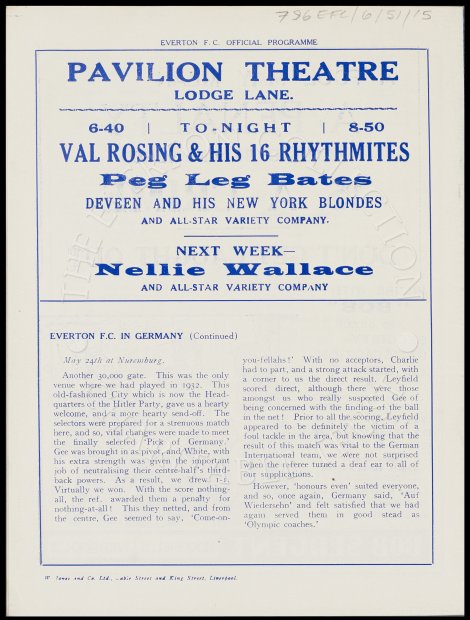 796 EFC/6/51/15
EVERTON F.C. OFFICIAL PROGRAMME
PAVILION THEATRE
LODGE LANE.
6-40 | TO-NIGHT | 8-50
VAL ROSING & HIS 16 RHYTHMITES
Peg Leg Bates
DEVEEN AND HIS NEW YORK BLONDES
AND ALL-STAR VARIETY COMPANY.
NEXT WEEK—
Nellie Wallace
AND ALL-STAR VARIETY COMPANY
EVERTON F.C. IN GERMANY (Continued)
May 24th at Nuremburg.
Another 30,000 gate. This was the only
venue where we had played in 1932. This
old-fashioned City which is now the Head-
quarters of the Hitler Party, gave us a hearty
welcome, and a more hearty send-off. The
selectors were prepared for a strenuous match
here, and so, vital changes were made to meet
the finally selected 'Pick of Germany.'
Gee was brought in as pivot, and White, with
his extra strength was given the important
job of neutralising their centre-half's third-
back powers. As a result, we drew 1-1.
Virtually we won. With the score nothing-
all, the ref. awarded them a penalty for
nothing-at-all! This they netted, and from
the centre, Gee seemed to say, 'Come-on-
you-fellahs!' With no acceptors, Charlie
had to part, and a strong attack started, with
a corner to us the direct result. Leyfield
scored direct, although there were those
amongst us who really suspected Gee of
being concerned with the finding of the ball
in the net! Prior to all the scoring, Leyfield
appeared to be definitely the victim of a
foul tackle in the area, but knowing that the
result of this match was vital to the German
International team, we were not surprised
when the referee turned a deaf ear to all of
our supplications.
However, 'honours even' suited everyone,
and so, once again, Germany said, 'Auf
Wiedersehn' and felt satisfied that we had
again served them in good stead as
'Olympic coaches.'
Jones and Co. Ltd., Street and King Street, Liverpool.